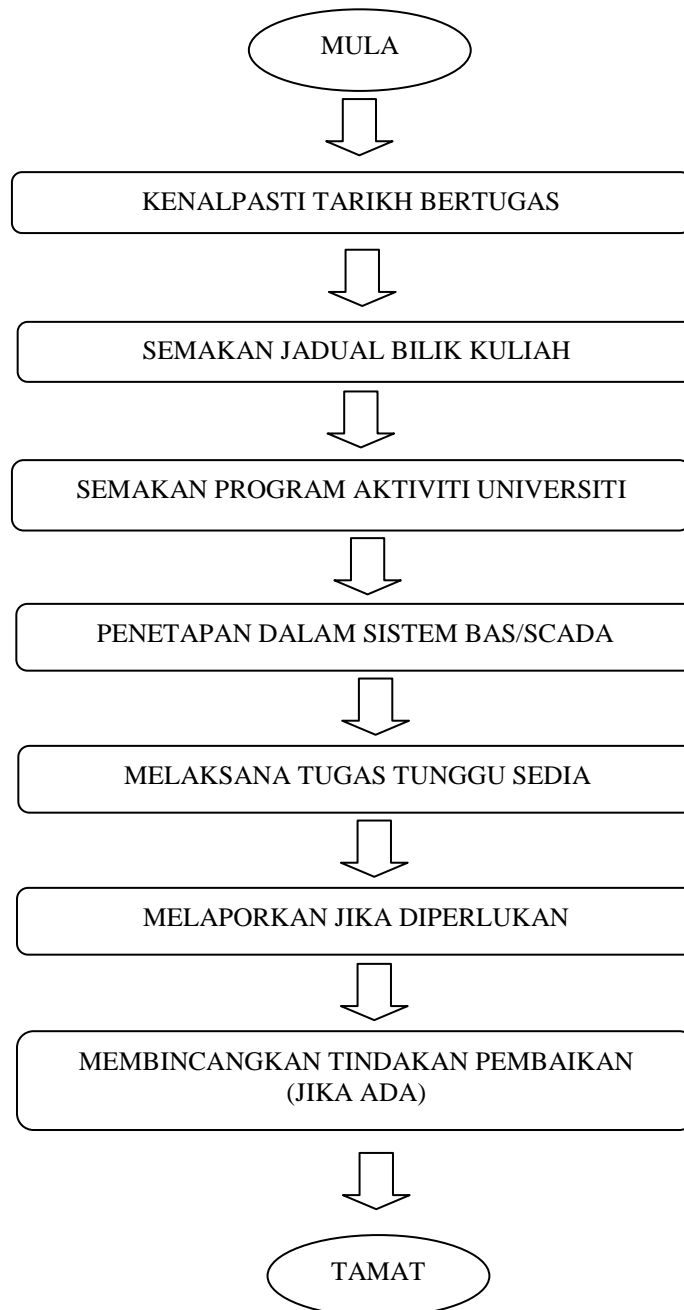 MULA
KENALPASTI TARIKH BERTUGAS
SEMAKAN JADUAL BILIK KULIAH
SEMAKAN PROGRAM AKTIVITI UNIVERSITI
PENETAPAN DALAM SISTEM BAS/SCADA
MELAKSANA TUGAS TUNGGU SEDIA
MELAPORKAN JIKA DIPERLUKAN
MEMBINCANGKAN TINDAKAN PEMBAIKAN
(JIKA ADA)
TAMAT